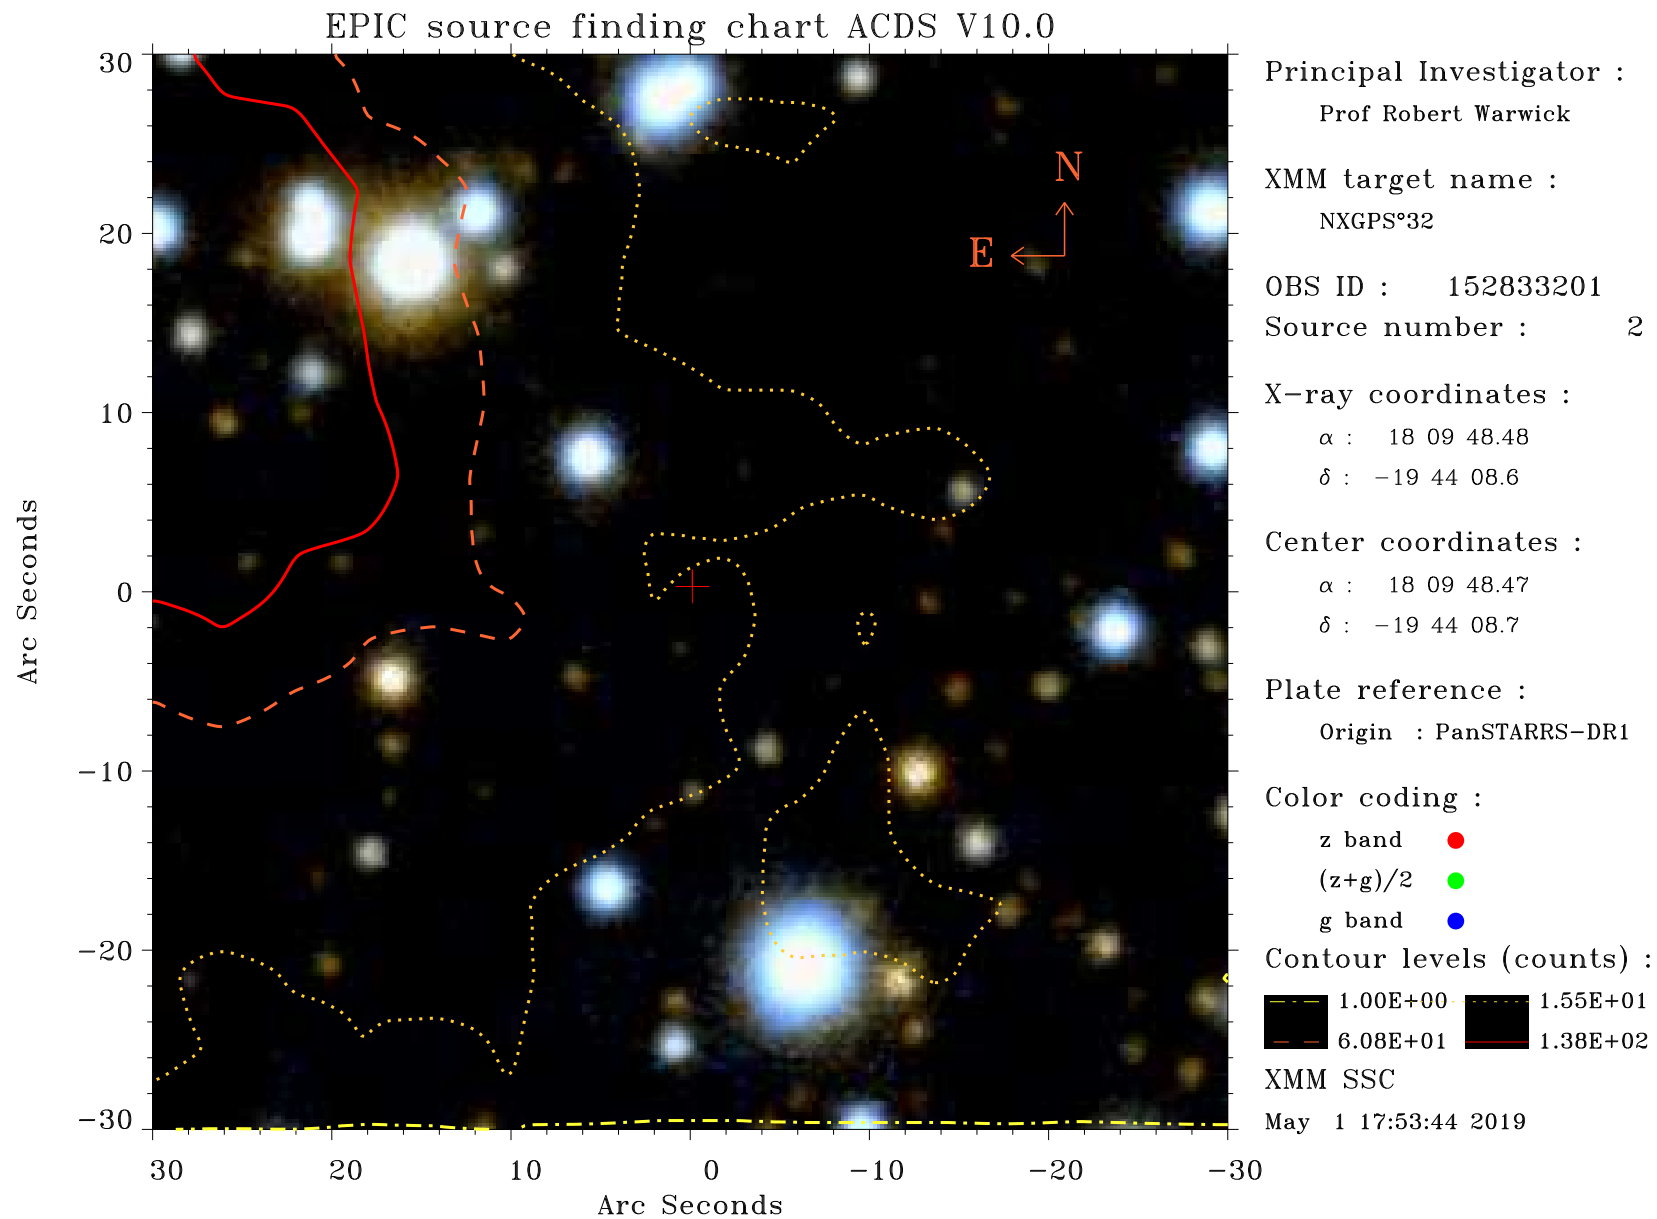 EPIC source finding chart ACDS V10.0
30
20
10
0
−10
−20
−30
Arc Seconds
30 20 10 0 −10 −20 −30
Arc Seconds
N
E
Principal Investigator :
Prof Robert Warwick
XMM target name :
NXGPS°32
OBS ID : 152833201
Source number : 2
X−ray coordinates :
α : 18 09 48.48
δ : −19 44 08.6
Center coordinates :
α : 18 09 48.47
δ : −19 44 08.7
Plate reference :
Origin : PanSTARRS−DR1
Color coding :
z band
(z+g)/2
g band
Contour levels (counts) :
1.00E+00 1.55E+01
6.08E+01 1.38E+02
XMM SSC
May 1 17:53:44 2019